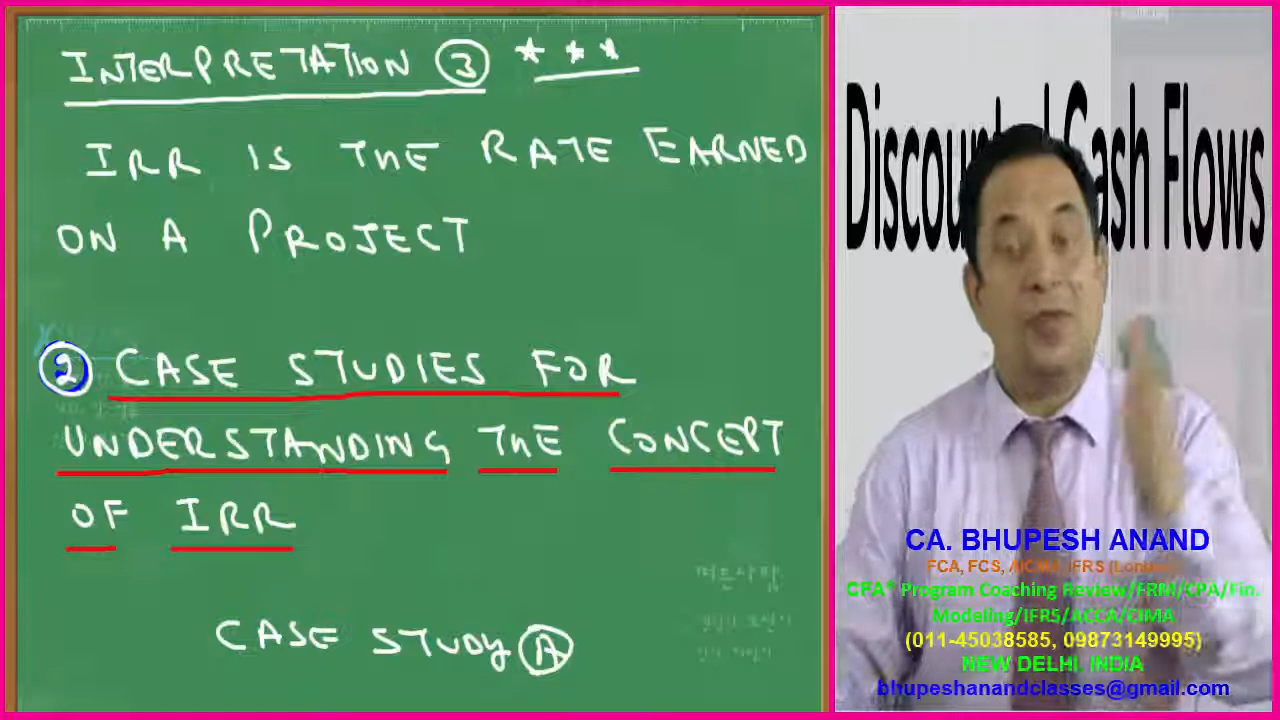 INTERPRETATION 3 ***
IRR IS THE RATE EARNED
ON A PROJECT
2 CASE STUDIES FOR
UNDERSTANDING THE CONCEPT
OF IRR
CASE STUDY A
Discounted Cash Flows
CA. BHUPESH ANAND
FCA, FCS, AICMA, IFRS (London)
CFA® Program Coaching Review/FRM/CPA/Fin.
Modeling/IFRS/ACCA/CIMA
(011-45038585, 09873149995)
NEW DELHI. INDIA
bhupeshanandclasses@gmail.com